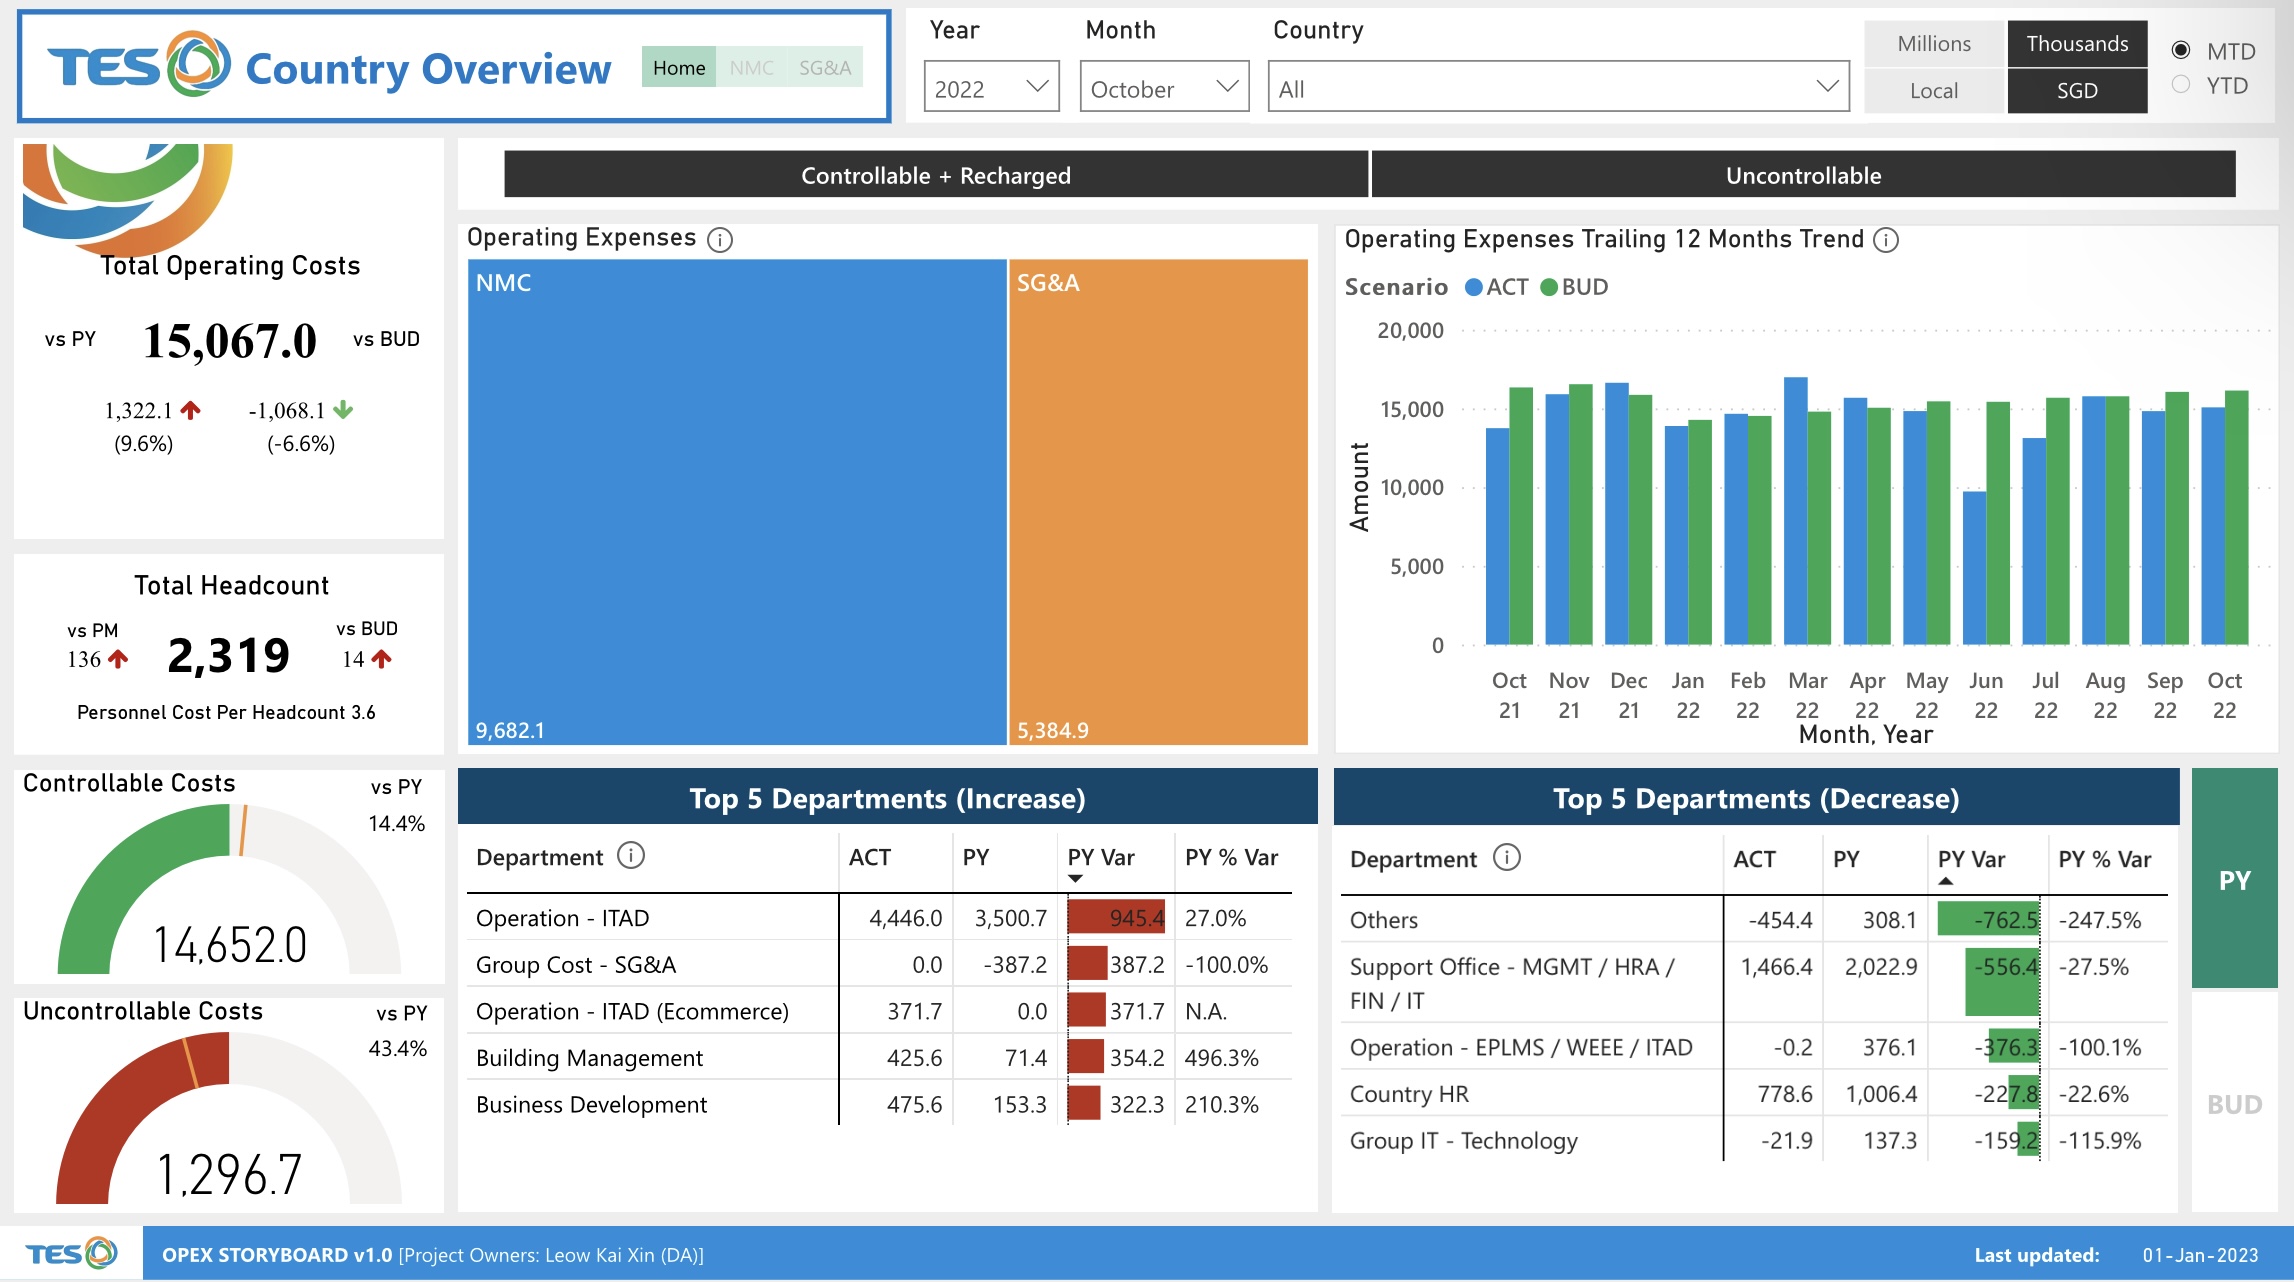 TES Country Overview
Home NMC SG&A
Year Month Country
2022 October All
Millions Thousands
Local SGD
MTD
YTD
Controllable + Recharged Uncontrollable
Total Operating Costs
vs PY 15,067.0 vs BUD
1,322.1 -1,068.1
(9.6%) (-6.6%)
Total Headcount
vs PM vs BUD
136 2,319 14
Personnel Cost Per Headcount 3.6
Controllable Costs
vs PY
14.4%
14,652.0
Uncontrollable Costs
vs PY
43.4%
1,296.7
Operating Expenses
NMC SG&A
9,682.1 5,384.9
Operating Expenses Trailing 12 Months Trend
Scenario ACT BUD
20,000
15,000
10,000
5,000
0
Amount
Oct Nov Dec Jan Feb Mar Apr May Jun Jul Aug Sep Oct
21 21 21 22 22 22 22 22 22 22 22 22 22
Month, Year
Top 5 Departments (Increase)
Department ACT PY PY Var PY % Var
Operation - ITAD 4,446.0 3,500.7 945.4 27.0%
Group Cost - SG&A 0.0 -387.2 387.2 -100.0%
Operation - ITAD (Ecommerce) 371.7 0.0 371.7 N.A.
Building Management 425.6 71.4 354.2 496.3%
Business Development 475.6 153.3 322.3 210.3%
Top 5 Departments (Decrease)
Department ACT PY PY Var PY % Var
Others -454.4 308.1 -762.5 -247.5%
Support Office - MGMT / HRA / 1,466.4 2,022.9 -556.4 -27.5%
FIN / IT
Operation - EPLMS / WEEE / ITAD -0.2 376.1 -376.3 -100.1%
Country HR 778.6 1,006.4 -227.8 -22.6%
Group IT - Technology -21.9 137.3 -159.2 -115.9%
PY
BUD
TES OPEX STORYBOARD v1.0 [Project Owners: Leow Kai Xin (DA)] Last updated: 01-Jan-2023